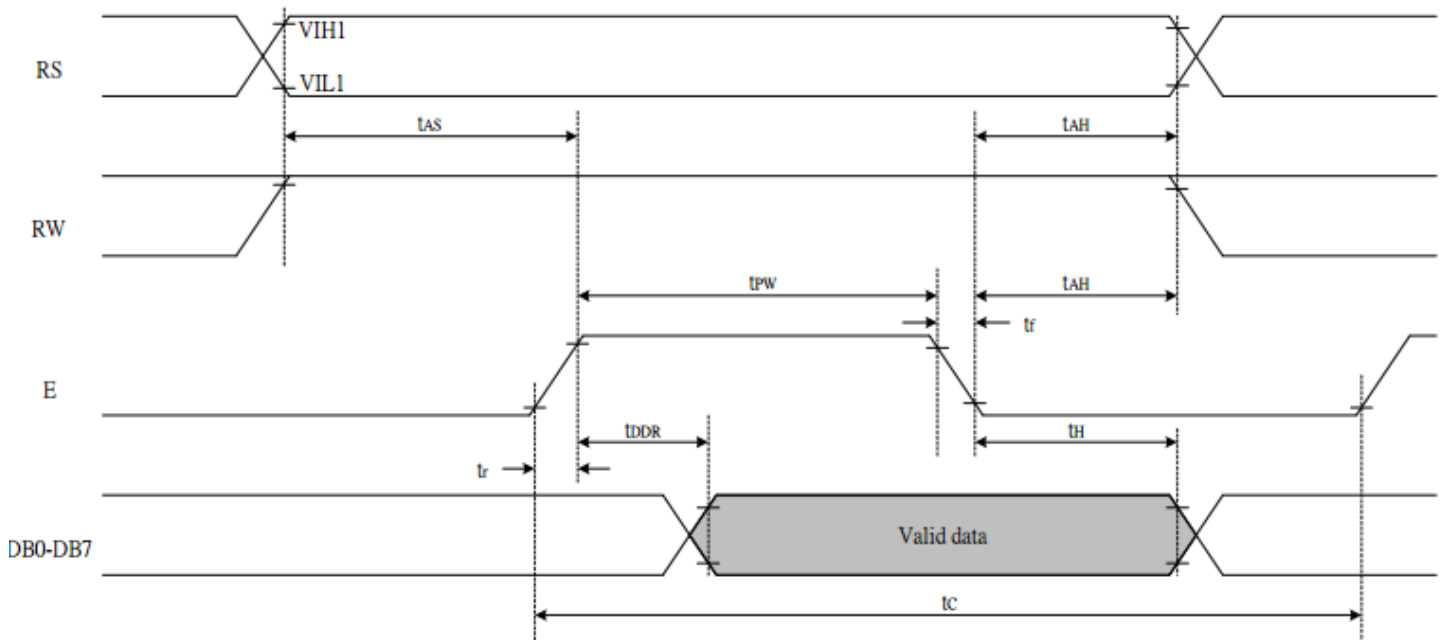 VIH1
RS
VIL1
tAS
tAH
RW
tPW
tAH
tf
E
tDDR
tH
tr
Valid data
DB0-DB7
tC